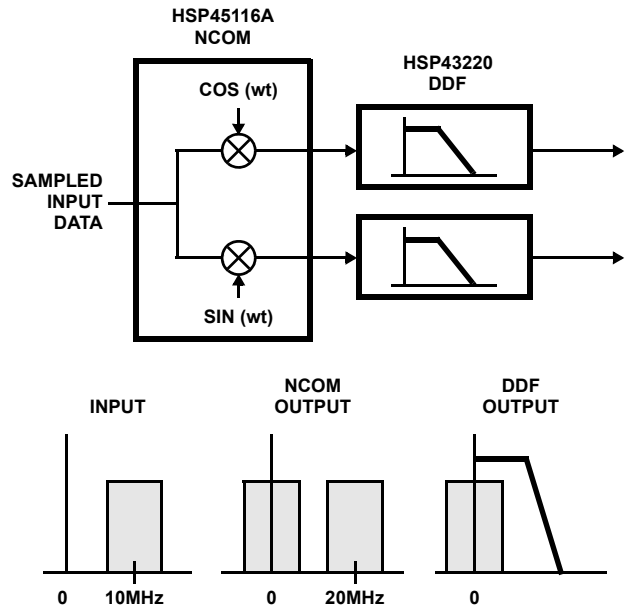 HSP45116A
NCOM
COS (wt)
HSP43220
DDF
SAMPLED
INPUT
DATA
SIN (wt)
INPUT
NCOM
OUTPUT
DDF
OUTPUT
0 10MHz
0 20MHz
0